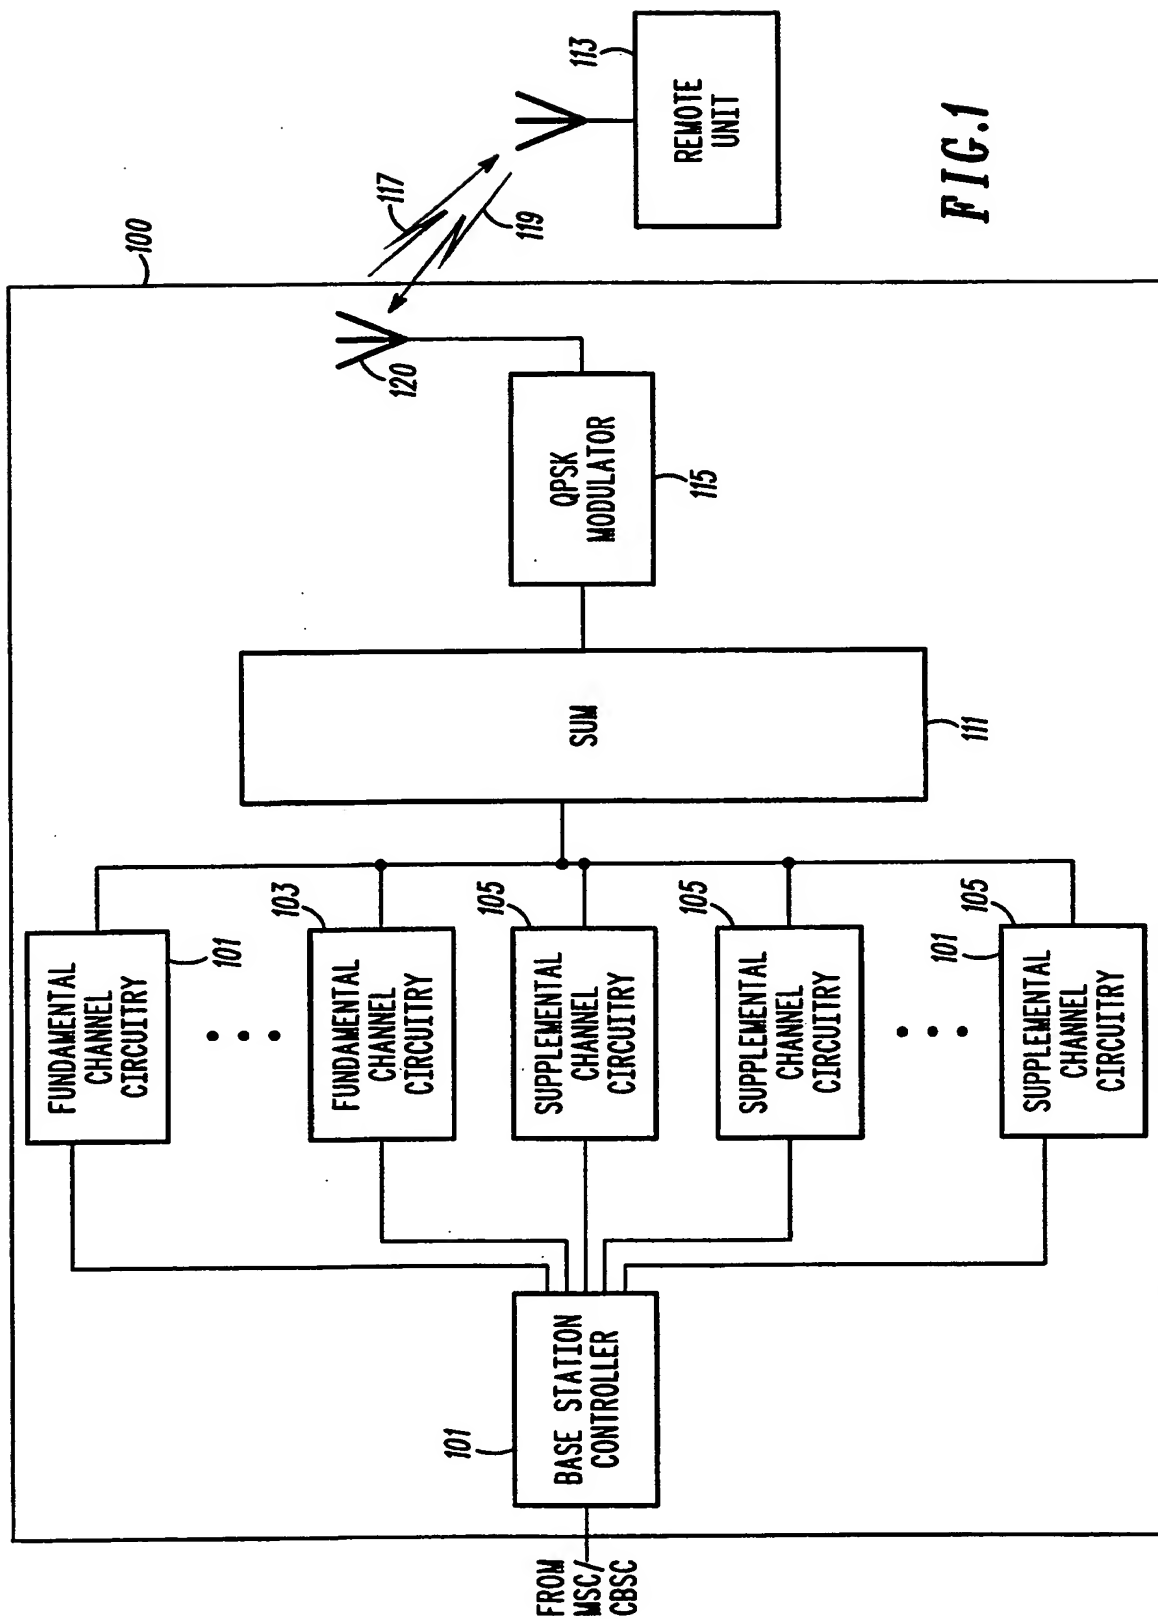 100
FROM
MSC/
CBSC
101
BASE STATION
CONTROLLER
FUNDAMENTAL
CHANNEL
CIRCUITRY
101
FUNDAMENTAL
CHANNEL
CIRCUITRY
103
SUPPLEMENTAL
CHANNEL
CIRCUITRY
105
SUPPLEMENTAL
CHANNEL
CIRCUITRY
105
SUPPLEMENTAL
CHANNEL
CIRCUITRY
101
105
SUM
111
QPSK
MODULATOR
115
120
117
119
113
REMOTE
UNIT
FIG.1